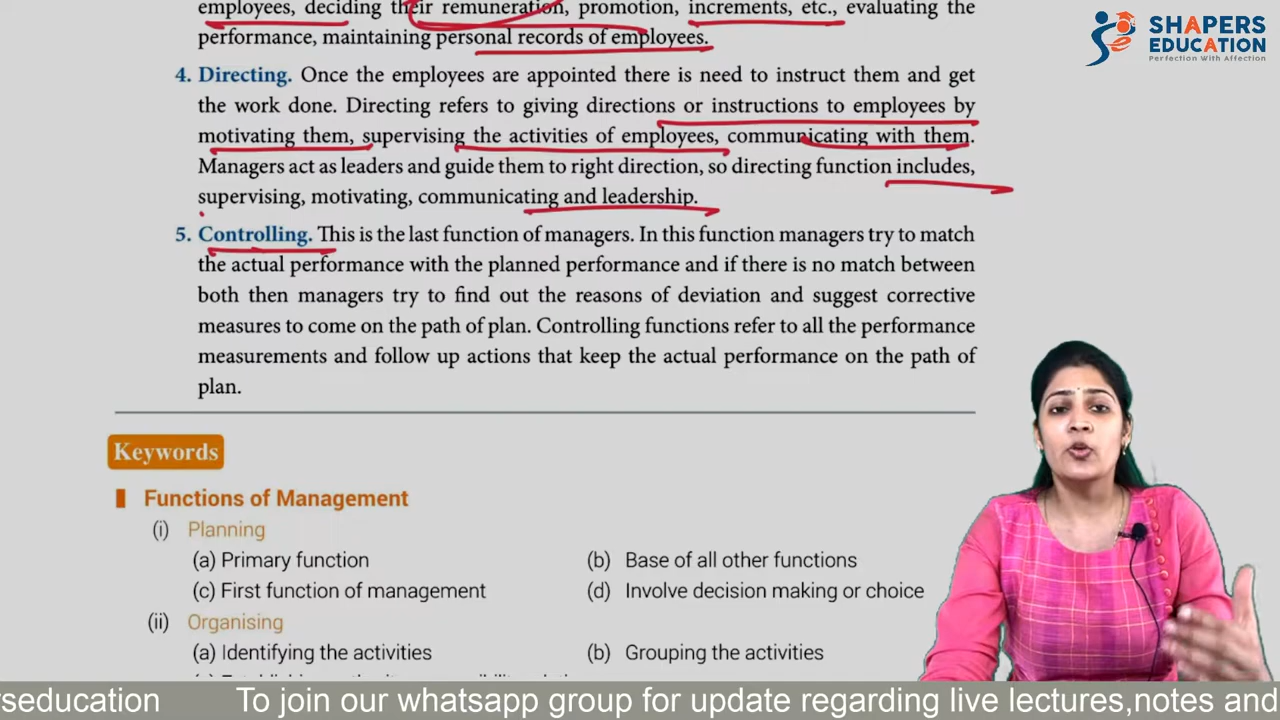 employees, deciding their remuneration, promotion, increments, etc., evaluating the
performance, maintaining personal records of employees.
SHAPERS
EDUCATION
Perfection With Affection
4. Directing. Once the employees are appointed there is need to instruct them and get
the work done. Directing refers to giving directions or instructions to employees by
motivating them, supervising the activities of employees, communicating with them.
Managers act as leaders and guide them to right direction, so directing function includes,
supervising, motivating, communicating and leadership.
5. Controlling. This is the last function of managers. In this function managers try to match
the actual performance with the planned performance and if there is no match between
both then managers try to find out the reasons of deviation and suggest corrective
measures to come on the path of plan. Controlling functions refer to all the performance
measurements and follow up actions that keep the actual performance on the path of
plan.
Keywords
Functions of Management
(i) Planning
(a) Primary function (b) Base of all other functions
(c) First function of management (d) Involve decision making or choice
(ii) Organising
(a) Identifying the activities (b) Grouping the activities
rseducation To join our whatsapp group for update regarding live lectures,notes and